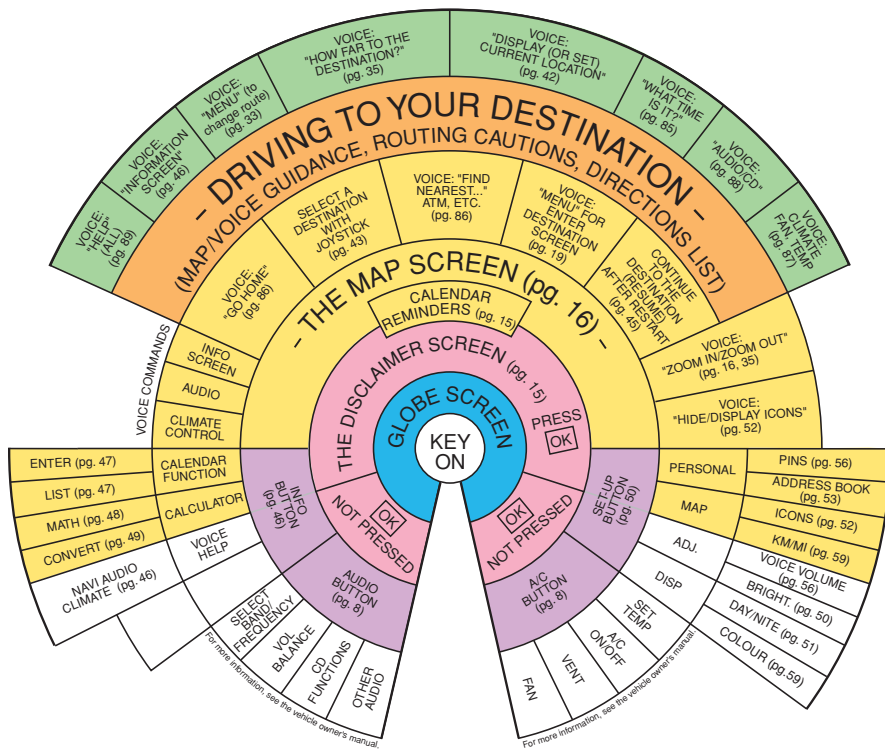 VOICE:
"HELP"
(ALL)
(pg. 89)
VOICE:
"INFORMATION
SCREEN"
(pg. 46)
VOICE:
"MENU" (to
change route)
(pg. 33)
VOICE:
"HOW FAR TO THE
DESTINATION?"
(pg. 35)
VOICE:
"DISPLAY (OR SET)
CURRENT LOCATION"
(pg. 42)
VOICE:
"WHAT TIME
IS IT?"
(pg. 85)
VOICE:
"AUDIO/CD"
(pg. 88)
VOICE:
CLIMATE
FAN, TEMP
(pg. 87)
- DRIVING TO YOUR DESTINATION -
(MAP/VOICE GUIDANCE, ROUTING CAUTIONS, DIRECTIONS LIST)
VOICE:
"GO HOME"
(pg. 86)
SELECT A
DESTINATION
WITH
JOYSTICK
(pg. 43)
VOICE: "FIND
NEAREST..."
ATM, ETC.
(pg. 86)
VOICE:
"MENU" FOR
ENTER
DESTINATION
SCREEN
(pg. 19)
CONTINUE
TO THE
DESTINATION
(RESUME)
AFTER RESTART
(pg. 45)
VOICE:
"ZOOM IN/ZOOM OUT"
(pg. 16, 35)
VOICE:
"HIDE/DISPLAY ICONS"
(pg. 52)
- THE MAP SCREEN (pg. 16) -
CALENDAR
REMINDERS (pg. 15)
VOICE COMMANDS
INFO
SCREEN
AUDIO
CLIMATE
CONTROL
THE DISCLAIMER SCREEN (pg. 15)
PRESS
OK
GLOBE SCREEN
KEY
ON
OK
NOT PRESSED
OK
NOT PRESSED
ENTER (pg. 47)
LIST (pg. 47)
MATH (pg. 48)
CONVERT (pg. 49)
NAVI AUDIO
CLIMATE (pg. 46)
CALENDAR
FUNCTION
CALCULATOR
VOICE
HELP
INFO
BUTTON
(pg. 46)
AUDIO
BUTTON
(pg. 8)
SELECT
BAND/
FREQUENCY
VOL
BALANCE
CD
FUNCTIONS
OTHER
AUDIO
For more information, see the vehicle owner's manual.
SET-UP
BUTTON
(pg. 50)
A/C
BUTTON
(pg. 8)
PERSONAL
MAP
ADJ.
DISP
PINS (pg. 56)
ADDRESS BOOK
(pg. 53)
ICONS (pg. 52)
KM/MI (pg. 59)
VOICE VOLUME
(pg. 56)
BRIGHT. (pg. 50)
DAY/NITE (pg. 51)
COLOUR (pg.59)
SET
TEMP
A/C
ON/OFF
VENT
FAN
For more information, see the vehicle owner's manual.